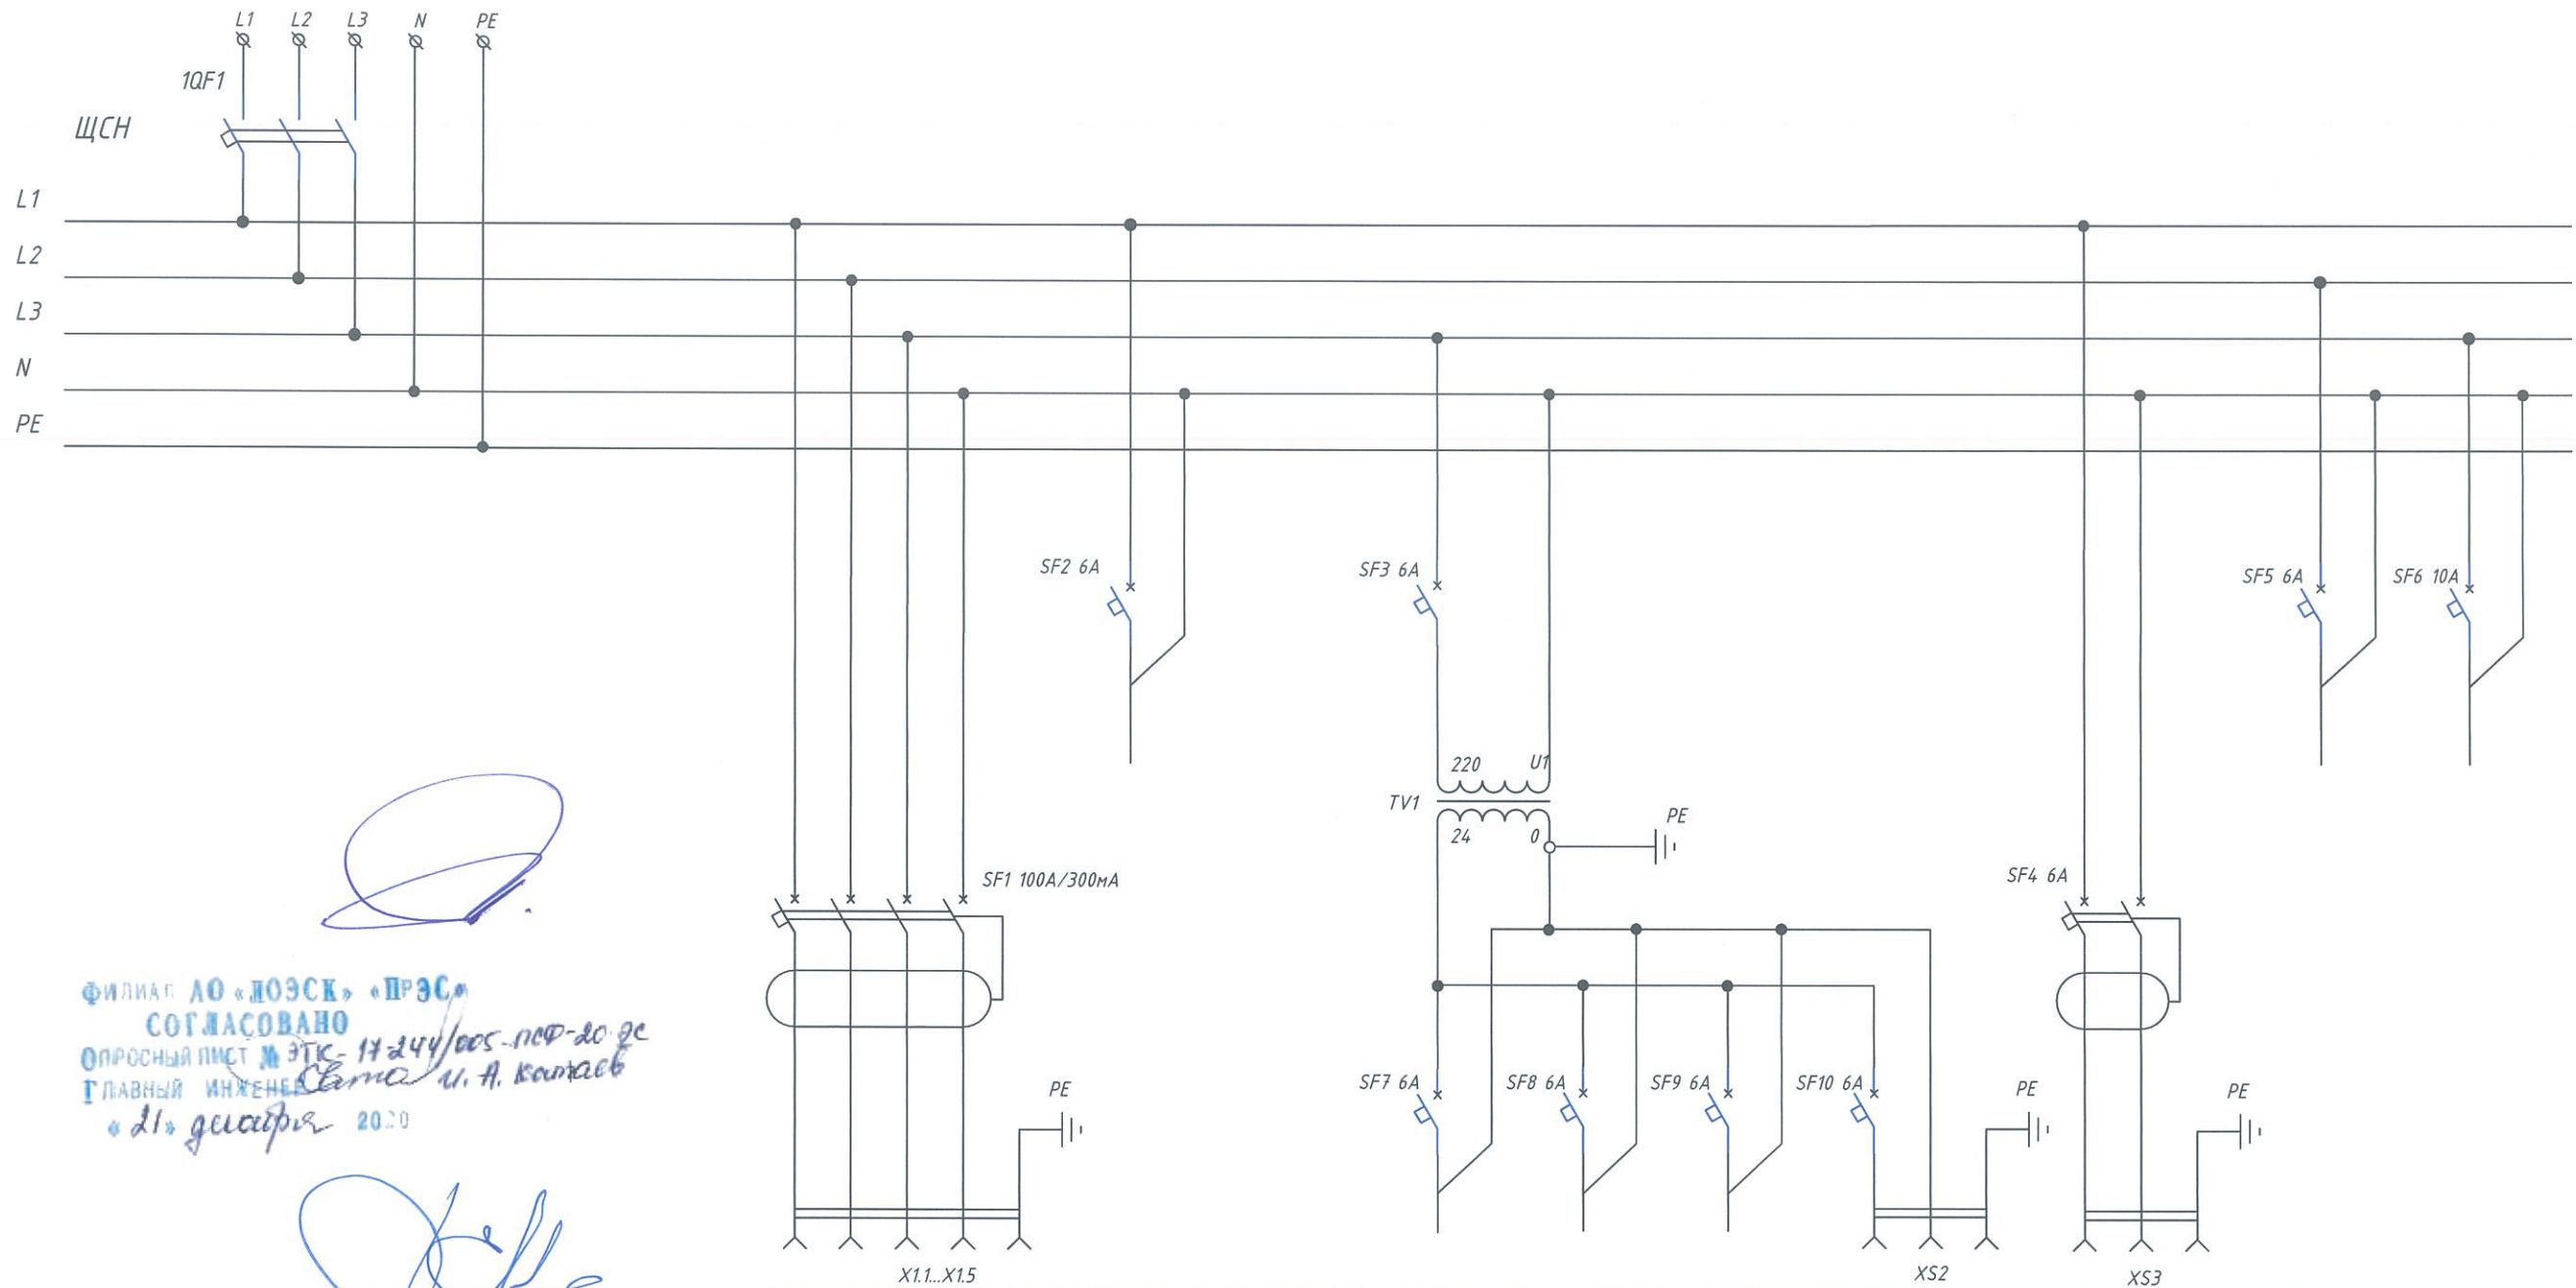 L1 L2 L3 N PE
1QF1
ЩСН
L1
L2
L3
N
PE
SF2 6A
SF3 6A
SF5 6A
SF6 10A
220 U1
TV1
24 0
PE
SF1 100A/300мА
SF4 6A
ФИЛИАЛ АО «ЛОЭСК» «ПрЭС»
СОГЛАСОВАНО
ОПРОСНЫЙ ЛИСТ № ЭТК-17-244/005-ПСФ-20.ЭС
ГЛАВНЫЙ ИНЖЕНЕР И. А. Катаев
«21» декабря 2020
PE
SF7 6A
SF8 6A
SF9 6A
SF10 6A
PE
PE
X1.1...X1.5
XS2
XS3